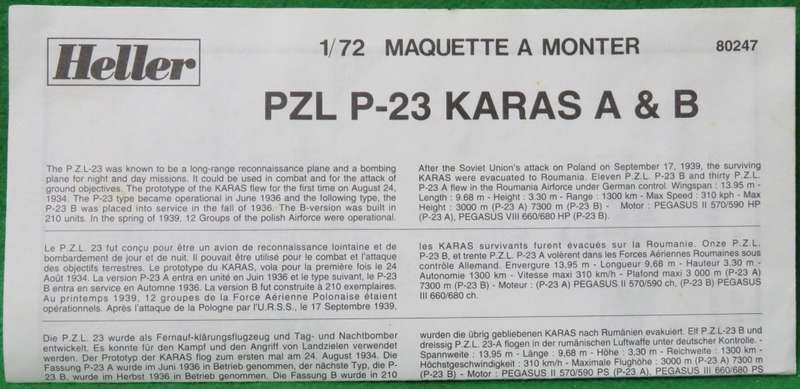 Heller
1/72 MAQUETTE A MONTER
80247
PZL P-23 KARAS A & B
The P.Z.L-23 was known to be a long-range reconnaissance plane and a bombing
plane for night and day missions. It could be used in combat and for the attack of
ground objectives. The prototype of the KARAS flew for the first time on August 24,
1934. The P-23 type became operational in June 1936 and the following type, the
P-23 B was placed into service in the fall of 1936. The B-version was built in
210 units. In the spring of 1939, 12 Groups of the polish Airforce were operational.
After the Soviet Union's attack on Poland on September 17, 1939, the surviving
KARAS were evacuated to Roumania. Eleven P.Z.L. P-23 B and thirty P.Z.L.
P-23 A flew in the Roumania Airforce under German control. Wingspan : 13.95 m -
Length : 9.68 m - Height : 3.30 m - Range : 1300 km - Max Speed : 310 kph - Max
Height : 3000 m (P-23 A) 7300 m (P-23 B) - Motor : PEGASUS II 570/590 HP
(P-23 A), PEGASUS VIII 660/680 HP (P-23 B).
Le P.Z.L. 23 fut conçu pour être un avion de reconnaissance lointaine et de
bombardement de jour et de nuit. Il pouvait être utilisé pour le combat et l'attaque
des objectifs terrestres. Le prototype du KARAS, vola pour la première fois le 24
Août 1934. La version P-23 A entra en unité en Juin 1936 et le type suivant, le P-23
B entra en service en Automne 1936. La version B fut construite à 210 exemplaires.
Au printemps 1939, 12 groupes de la Force Aérienne Polonaise étaient
opérationnels. Après l'attaque de la Pologne par l'U.R.S.S., le 17 Septembre 1939.
les KARAS survivants furent évacués sur la Roumanie. Onze P.Z.L.
P-23 B, et trente P.Z.L. P-23 A volèrent dans les Forces Aériennes Roumaines sous
contrôle Allemand. Envergure 13,95 m - Longueur 9,68 m - Hauteur 3.30 m -
Autonomie 1300 km - Vitesse maxi 310 km/h - Plafond maxi 3 000 m (P-23 A)
7300 m (P-23 B) - Moteur : (P-23 A) PEGASUS II 570/590 ch, (P-23 B) PEGASUS
III 660/680 ch.
Die P.Z.L. 23 wurde als Fernauf-klärungsflugzeug und Tag- und Nachtbomber
entwickelt. Es konnte für den Kampf und den Angriff von Landzielen verwendet
werden. Der Prototyp der KARAS flog zum ersten mal am 24. August 1934. Die
Fassung P-23 A wurde im Juni 1936 in Betrieb genommen, der nächste Typ, die P-
23 B, wurde im Herbst 1936 in Betrieb genommen. Die Fassung B wurde in 210
wurden die übrig gebliebenen KARAS nach Rumänien evakuiert. Elf P.Z-L-23 B und
dreissig P.Z.L. 23-A flogen in der rumänischen Luftwaffe unter deutscher Kontrolle. -
Spannweite : 13,95 m - Länge : 9,68 m - Höhe : 3,30 m - Reichweite : 1300 km -
Höchstgeschwindigkeit : 310 km/h - Maximale Flughöhe : 3000 m (P-23 A) 7300 m
(P-23 B) - Motor : PEGASUS II 570/590 PS (P-23 A), PEGASUS VIII 660/680 PS